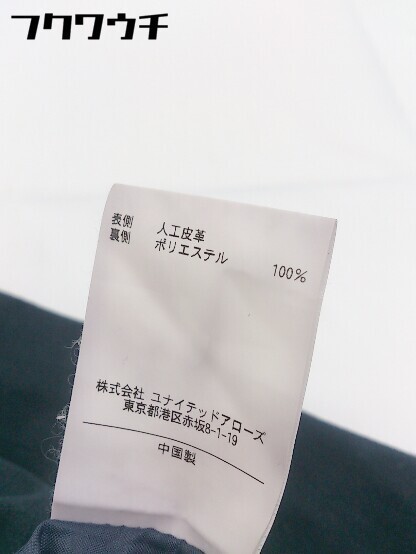 フクワウチ
表側 人工皮革
裏側 ポリエステル 100%
株式会社 ユナイテッドアローズ
東京都港区赤坂8-1-19
中国製